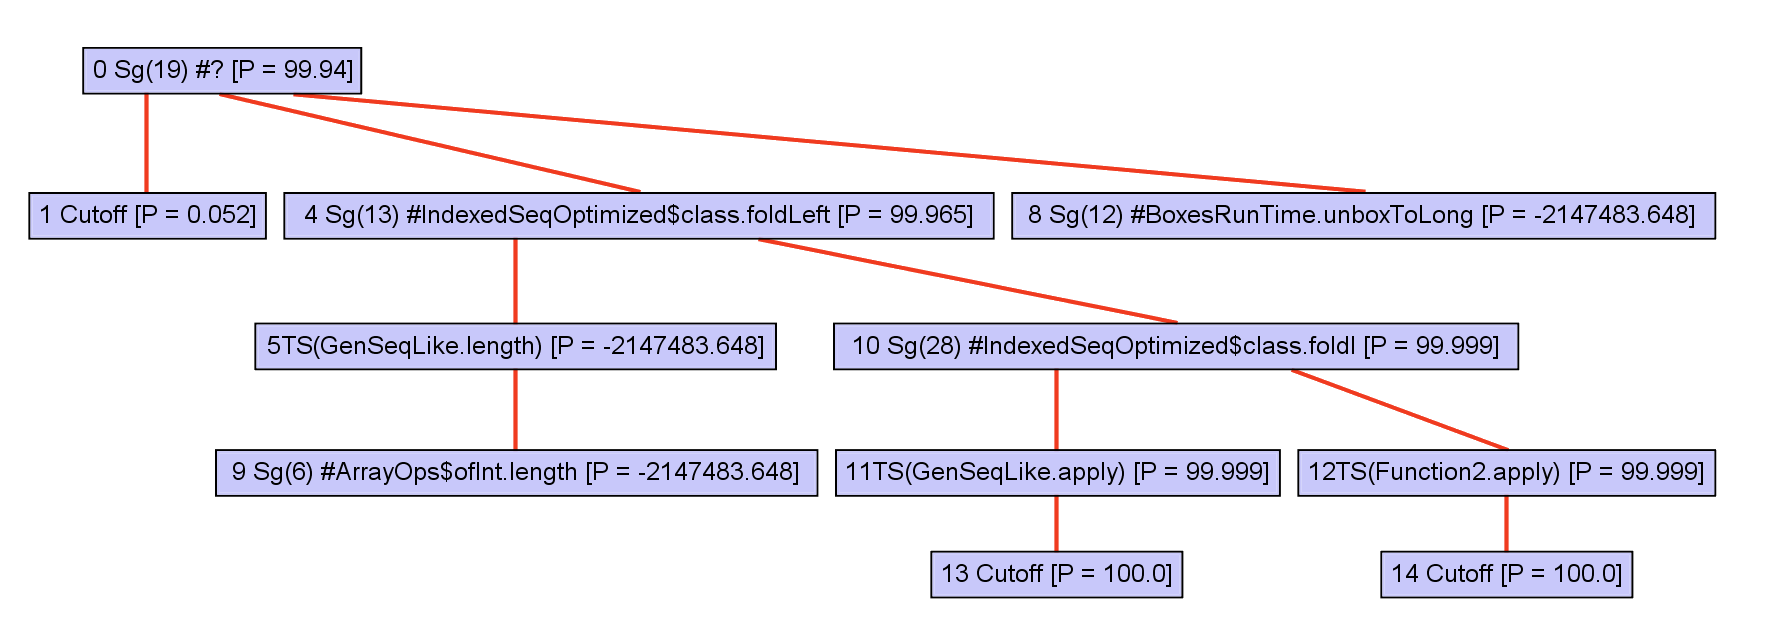 0 Sg(19) #? [P = 99.94]
1 Cutoff [P = 0.052]
4 Sg(13) #IndexedSeqOptimized$class.foldLeft [P = 99.965]
8 Sg(12) #BoxesRunTime.unboxToLong [P = -2147483.648]
5TS(GenSeqLike.length) [P = -2147483.648]
10 Sg(28) #IndexedSeqOptimized$class.foldl [P = 99.999]
9 Sg(6) #ArrayOps$ofInt.length [P = -2147483.648]
11TS(GenSeqLike.apply) [P = 99.999]
12TS(Function2.apply) [P = 99.999]
13 Cutoff [P = 100.0]
14 Cutoff [P = 100.0]